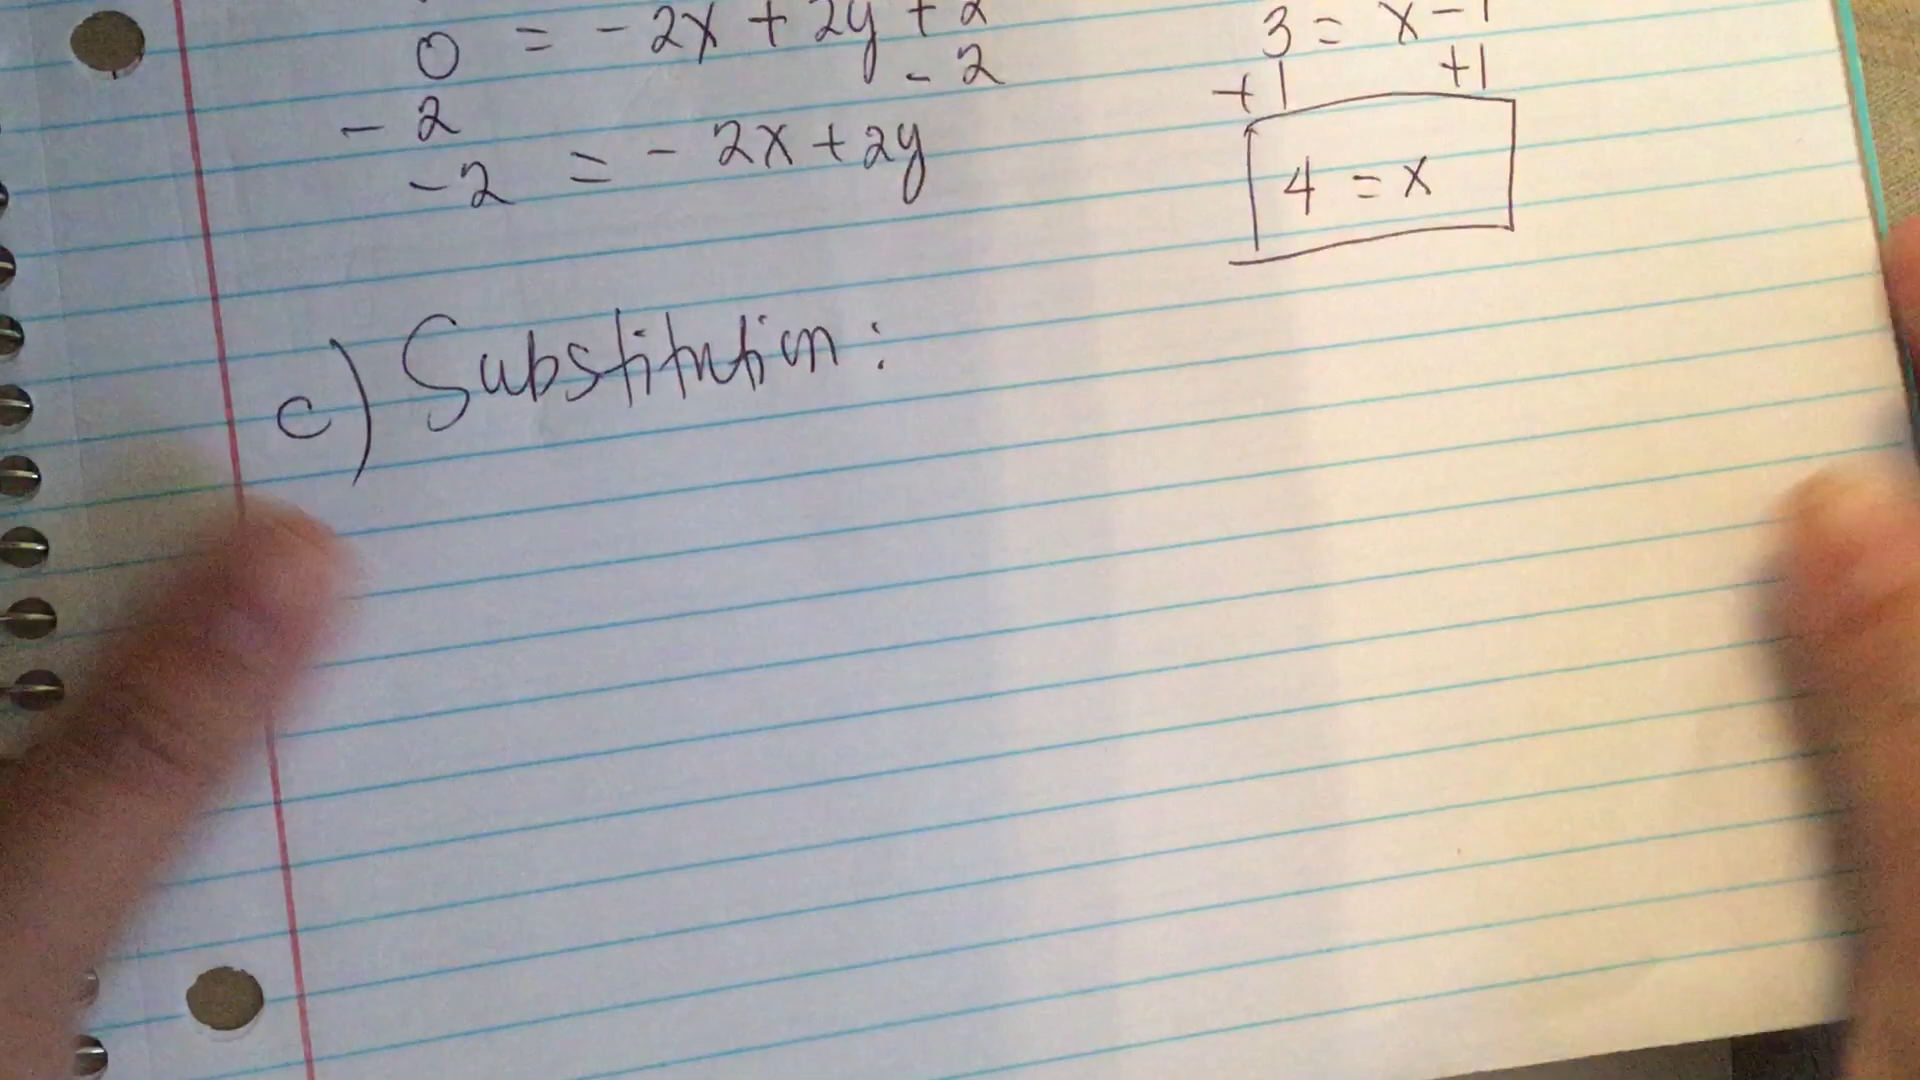 0 = - 2x + 2y + 2
- 2 - 2
-2 = - 2x + 2y
3 = x - 1
+1 +1
4 = x
c) Substitution: